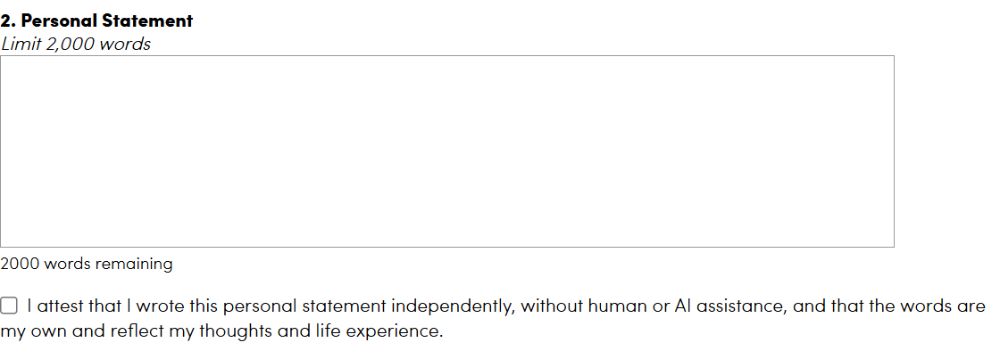 2. Personal Statement
Limit 2,000 words
2000 words remaining
I attest that I wrote this personal statement independently, without human or AI assistance, and that the words are
my own and reflect my thoughts and life experience.